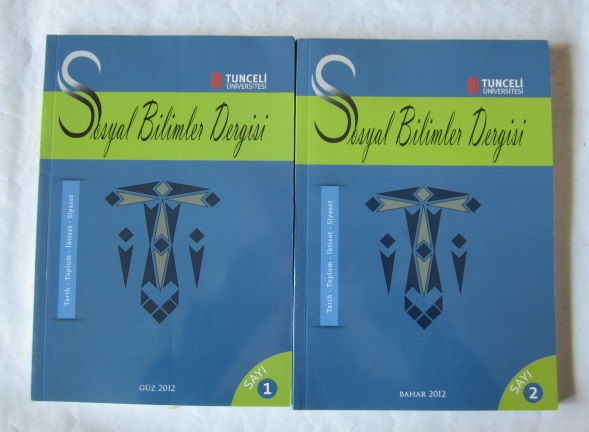 TUNCELİ
ÜNİVERSİTESİ
Sosyal Bilimler Dergisi
Tarih - Toplum - İktisat - Siyaset
GÜZ 2012
SAYI 1
TUNCELİ
ÜNİVERSİTESİ
Sosyal Bilimler Dergisi
Tarih - Toplum - İktisat - Siyaset
BAHAR 2012
SAYI 2